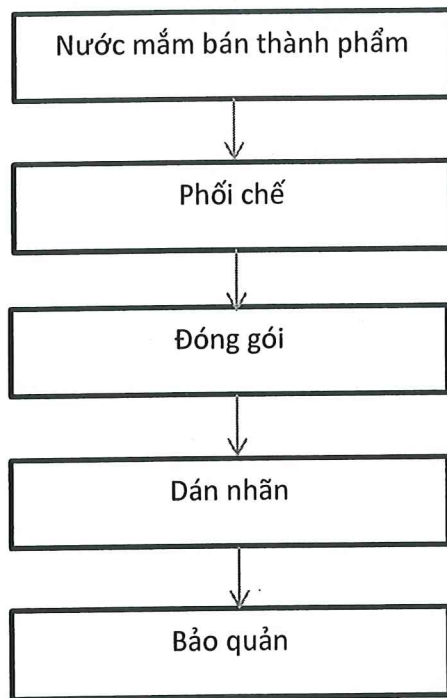 Nước mắm bán thành phẩm
Phối chế
Đóng gói
Dán nhãn
Bảo quản